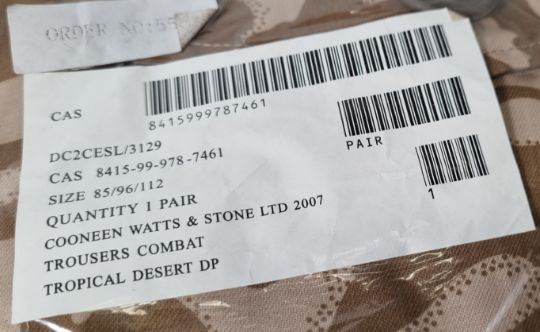 ORDER NO:55
CAS
8415999787461
DC2CESL/3129
CAS 8415-99-978-7461
PAIR
SIZE 85/96/112
QUANTITY 1 PAIR
1
COONEEN WATTS & STONE LTD 2007
TROUSERS COMBAT
TROPICAL DESERT DP